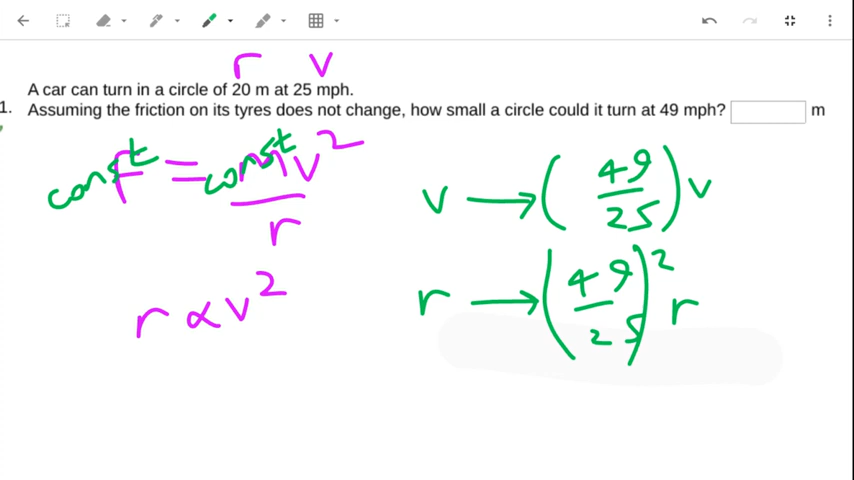 r v
A car can turn in a circle of 20 m at 25 mph.
1. Assuming the friction on its tyres does not change, how small a circle could it turn at 49 mph? m
const = const v²
r
r ∝ v²
v → (49/25) v
r → (49/25)² r